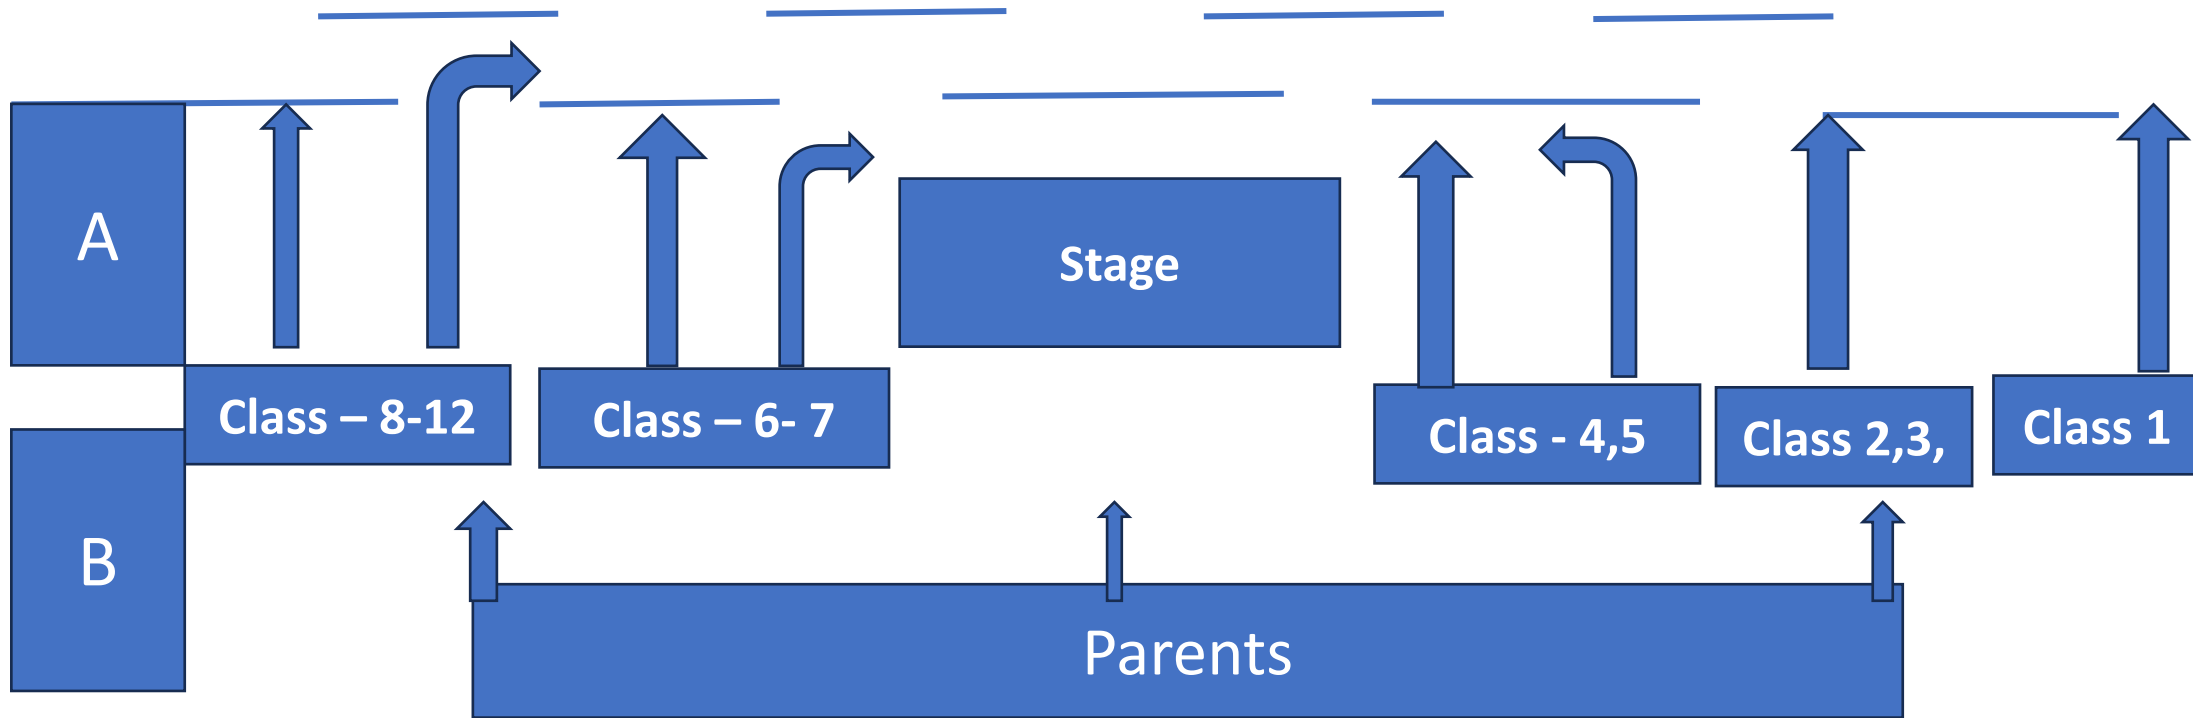 A
Stage
Class – 8-12
Class – 6- 7
Class - 4,5
Class 2,3,
Class 1
B
Parents